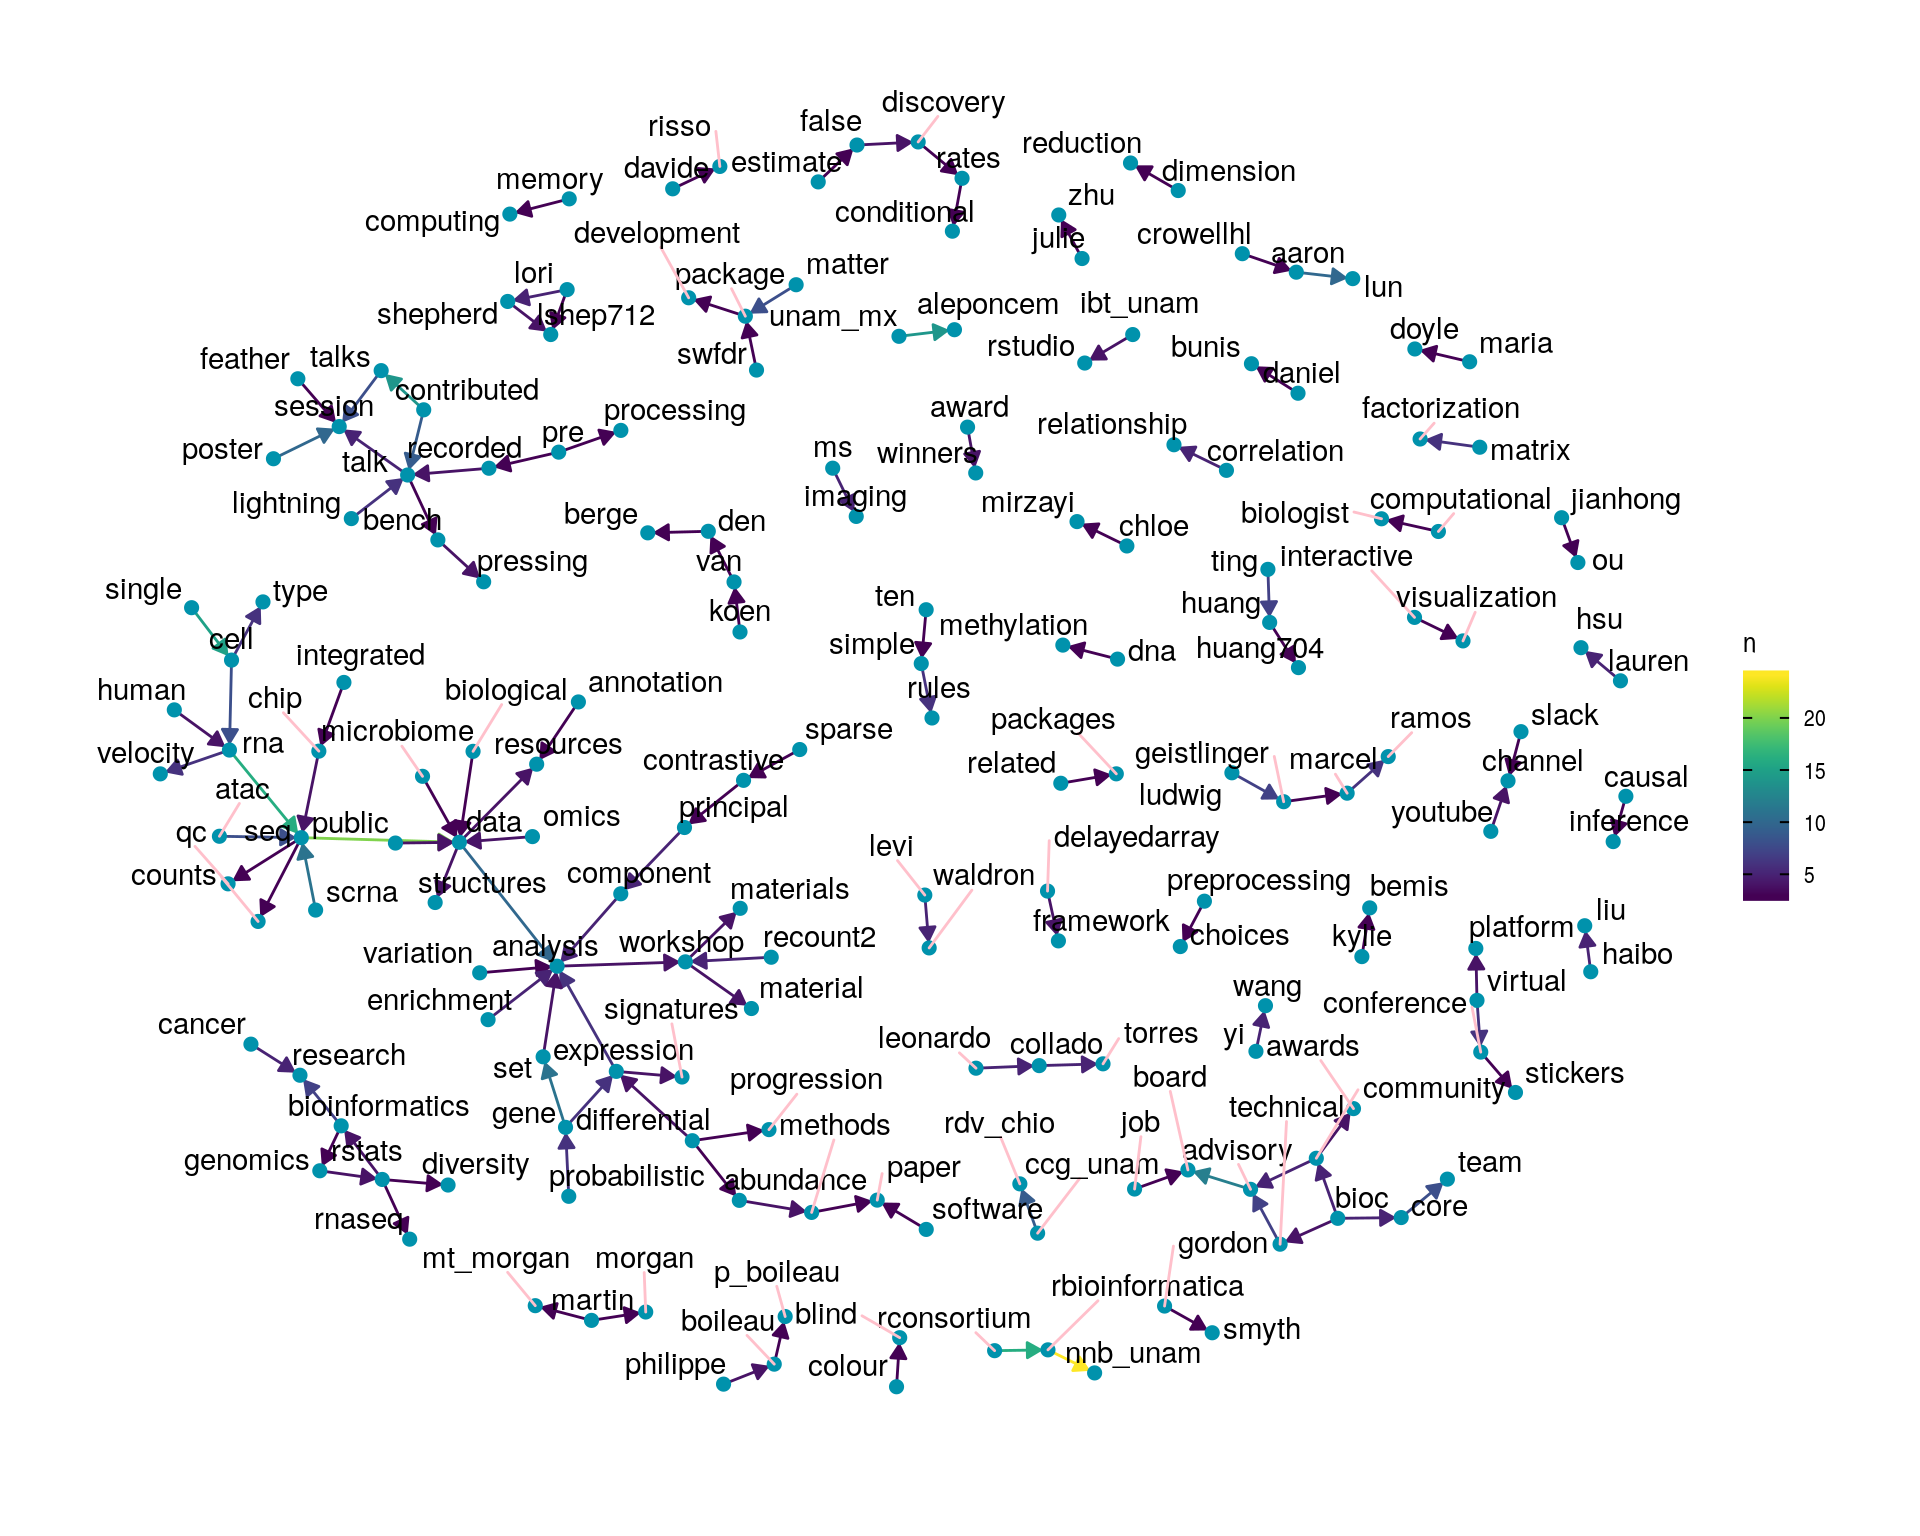 discovery
false
risso
reduction
rates
estimate
davide
dimension
memory
zhu
computing
conditional
development
julie
crowellhl
aaron
lori
package
matter
lun
shepherd
lshep712
unam_mx
aleponcem
ibt_unam
feather
talks
swfdr
rstudio
bunis
doyle
maria
contributed
daniel
session
processing
award
relationship
factorization
poster
talk
recorded
pre
ms
winners
correlation
matrix
lightning
bench
berge
den
imaging
mirzayi
chloe
biologist
computational
jianhong
pressing
van
ting
interactive
ou
single
type
koen
ten
huang
visualization
cell
simple
methylation
dna
huang704
hsu
lauren
n
human
integrated
chip
biological
annotation
rules
packages
ramos
slack
20
velocity
rna
microbiome
resources
contrastive
sparse
related
geistlinger
marcel
channel
15
atac
principal
ludwig
youtube
causal
qc
seq
public
data
omics
levi
delayedarray
inference
10
counts
scrna
structures
component
materials
waldron
preprocessing
bemis
5
variation
analysis
workshop
recount2
framework
choices
kylie
platform
liu
enrichment
signatures
material
wang
conference
virtual
haibo
cancer
research
set
expression
leonardo
collado
torres
yi
awards
stickers
bioinformatics
gene
differential
progression
methods
board
technical
community
genomics
rstats
diversity
probabilistic
abundance
paper
rdv_chio
job
ccg_unam
advisory
team
rnaseq
software
bioc
core
mt_morgan
morgan
gordon
martin
p_boileau
boileau
blind
rconsortium
rbioinformatica
smyth
philippe
colour
nnb_unam